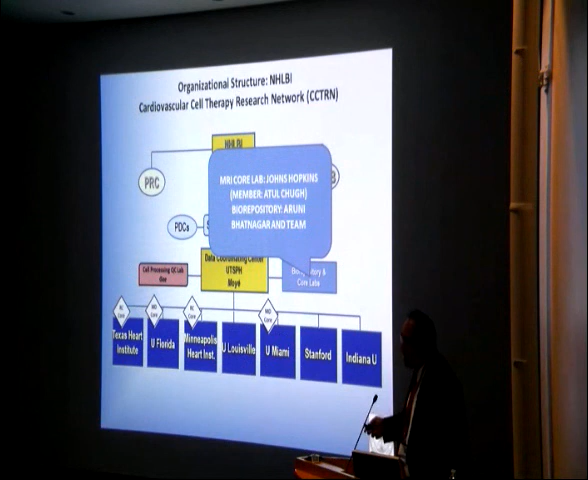 Organizational Structure: NHLBI
Cardiovascular Cell Therapy Research Network (CCTRN)
NHLBI
PRC
B
MRI CORE LAB: JOHNS HOPKINS
(MEMBER: ATUL CHUGH)
BIOREPOSITORY: ARUNI
BHATNAGAR AND TEAM
PDCs
S
Cell Processing QC Lab
Gee
Data Coordinating Center
UTSPH
Moyé
Core Labs
Texas Heart
Institute
U Florida
Minneapolis
Heart Inst.
U Louisville
U Miami
Stanford
Indiana U